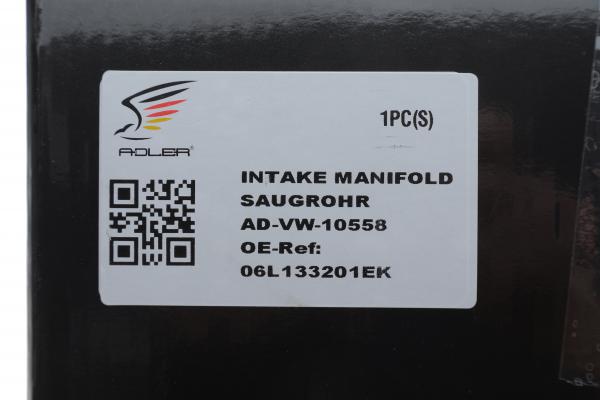 ADLER®
1PC(S)
INTAKE MANIFOLD
SAUGROHR
AD-VW-10558
OE-Ref:
06L133201EK